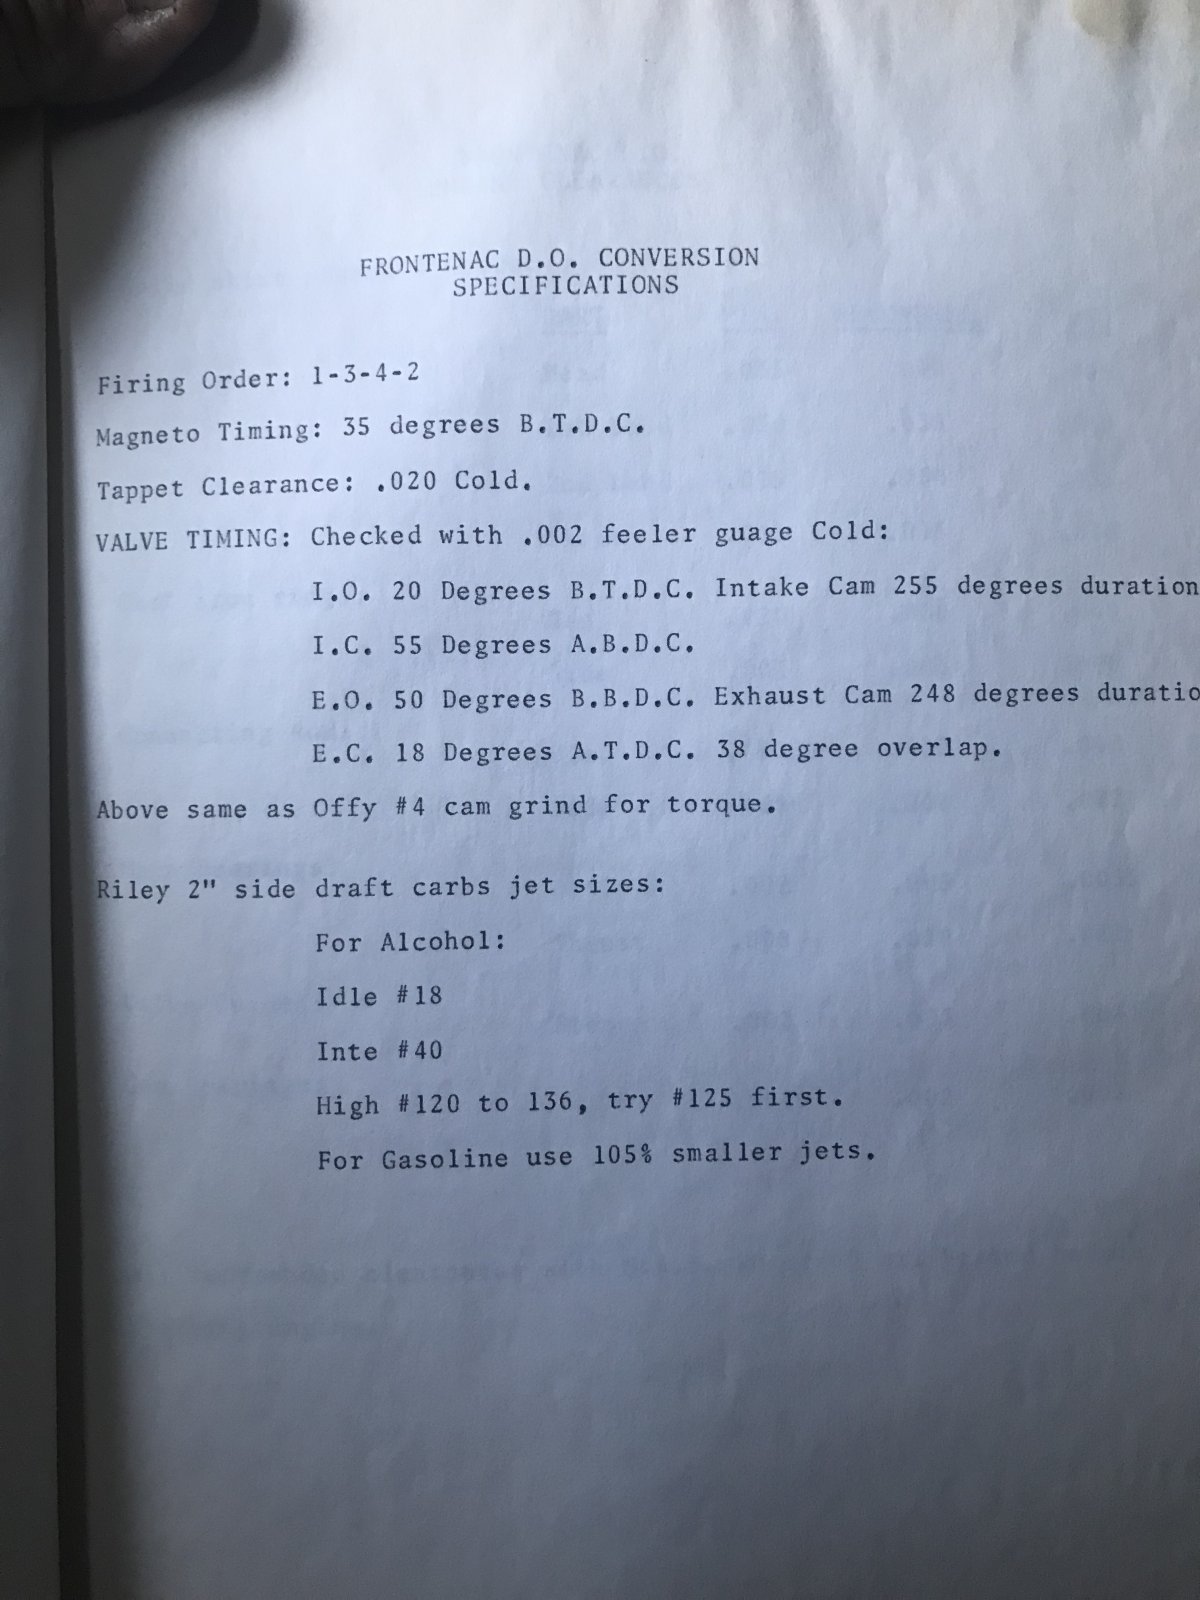 FRONTENAC D.O. CONVERSION
SPECIFICATIONS
Firing Order: 1-3-4-2
Magneto Timing: 35 degrees B.T.D.C.
Tappet Clearance: .020 Cold.
VALVE TIMING: Checked with .002 feeler guage Cold:
I.O. 20 Degrees B.T.D.C. Intake Cam 255 degrees duration
I.C. 55 Degrees A.B.D.C.
E.O. 50 Degrees B.B.D.C. Exhaust Cam 248 degrees duratio
E.C. 18 Degrees A.T.D.C. 38 degree overlap.
Above same as Offy #4 cam grind for torque.
Riley 2" side draft carbs jet sizes:
For Alcohol:
Idle #18
Inte #40
High #120 to 136, try #125 first.
For Gasoline use 105% smaller jets.